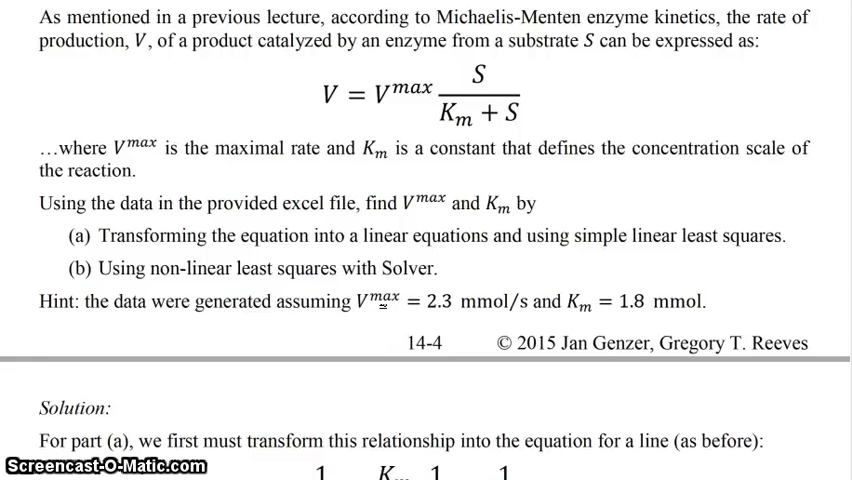 As mentioned in a previous lecture, according to Michaelis-Menten enzyme kinetics, the rate of
production, V, of a product catalyzed by an enzyme from a substrate S can be expressed as:
V = V^max S / (K_m + S)
…where V^max is the maximal rate and K_m is a constant that defines the concentration scale of
the reaction.
Using the data in the provided excel file, find V^max and K_m by
(a) Transforming the equation into a linear equations and using simple linear least squares.
(b) Using non-linear least squares with Solver.
Hint: the data were generated assuming V^max = 2.3 mmol/s and K_m = 1.8 mmol.
14-4 © 2015 Jan Genzer, Gregory T. Reeves
Solution:
For part (a), we first must transform this relationship into the equation for a line (as before):
Screencast-O-Matic.com
1 K_m 1 1